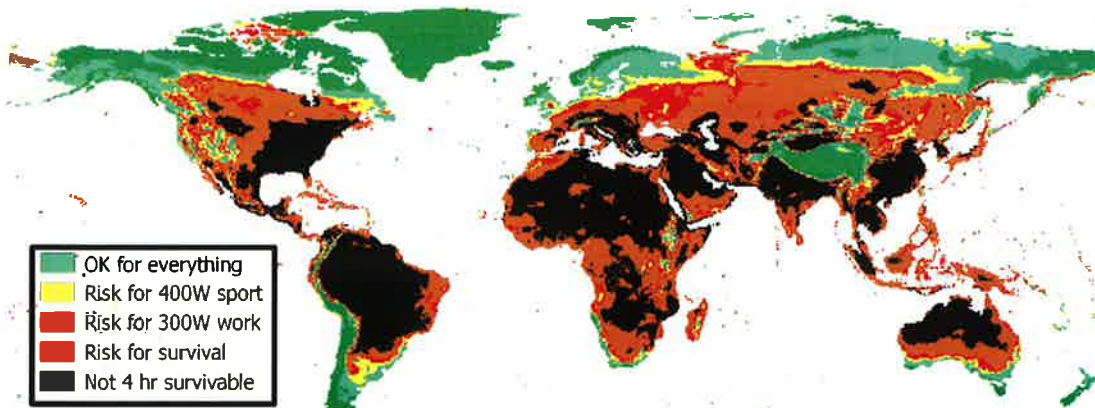 OK for everything
Risk for 400W sport
Risk for 300W work
Risk for survival
Not 4 hr survivable